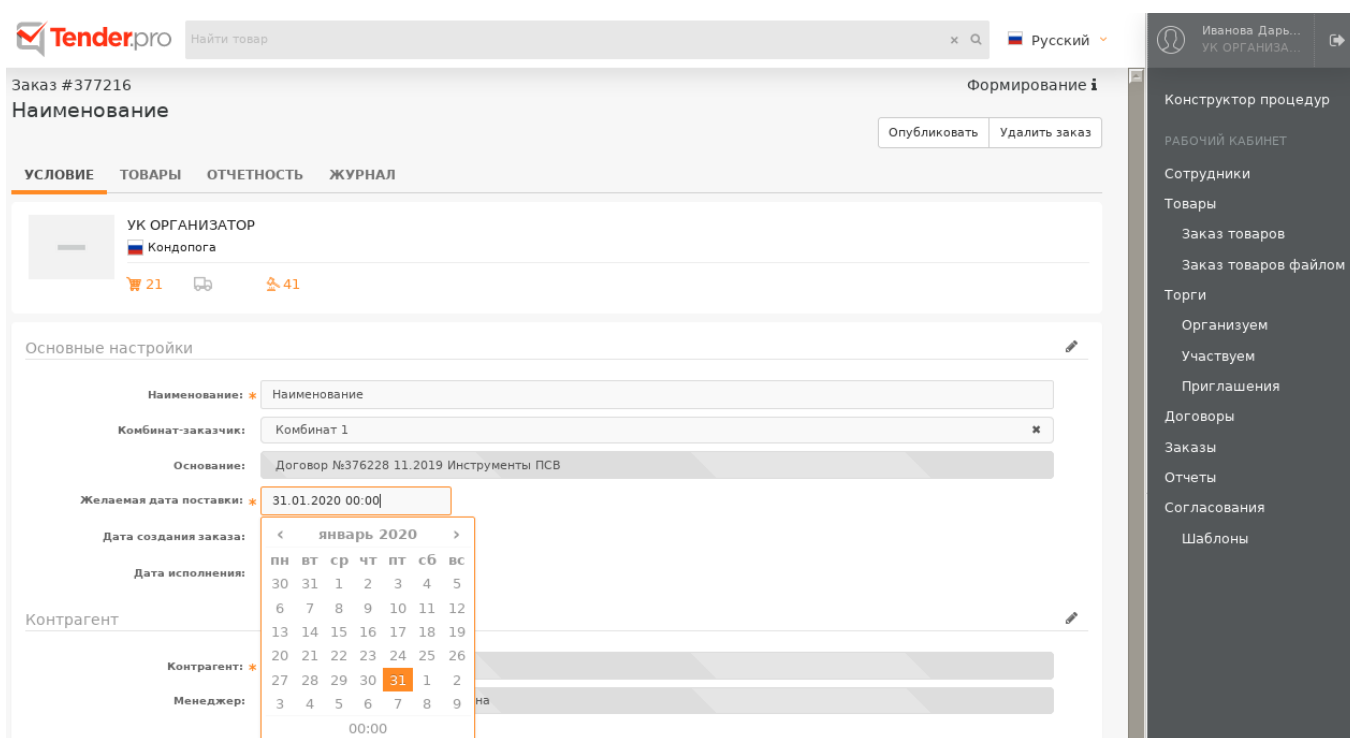 Tender.pro
Найти товар
Русский
Иванова Дарь...
УК ОРГАНИЗА...
Заказ #377216
Формирование
Наименование
Опубликовать
Удалить заказ
УСЛОВИЕ ТОВАРЫ ОТЧЕТНОСТЬ ЖУРНАЛ
УК ОРГАНИЗАТОР
Кондопога
21 41
Основные настройки
Наименование: * Наименование
Комбинат-заказчик: Комбинат 1
Основание: Договор №376228 11.2019 Инструменты ПСВ
Желаемая дата поставки: * 31.01.2020 00:00
Дата создания заказа:
Дата исполнения:
‹ январь 2020 ›
пн вт ср чт пт сб вс
30 31 1 2 3 4 5
6 7 8 9 10 11 12
13 14 15 16 17 18 19
20 21 22 23 24 25 26
27 28 29 30 31 1 2
3 4 5 6 7 8 9
00:00
Контрагент
Контрагент: *
Менеджер: на
Конструктор процедур
РАБОЧИЙ КАБИНЕТ
Сотрудники
Товары
Заказ товаров
Заказ товаров файлом
Торги
Организуем
Участвуем
Приглашения
Договоры
Заказы
Отчеты
Согласования
Шаблоны